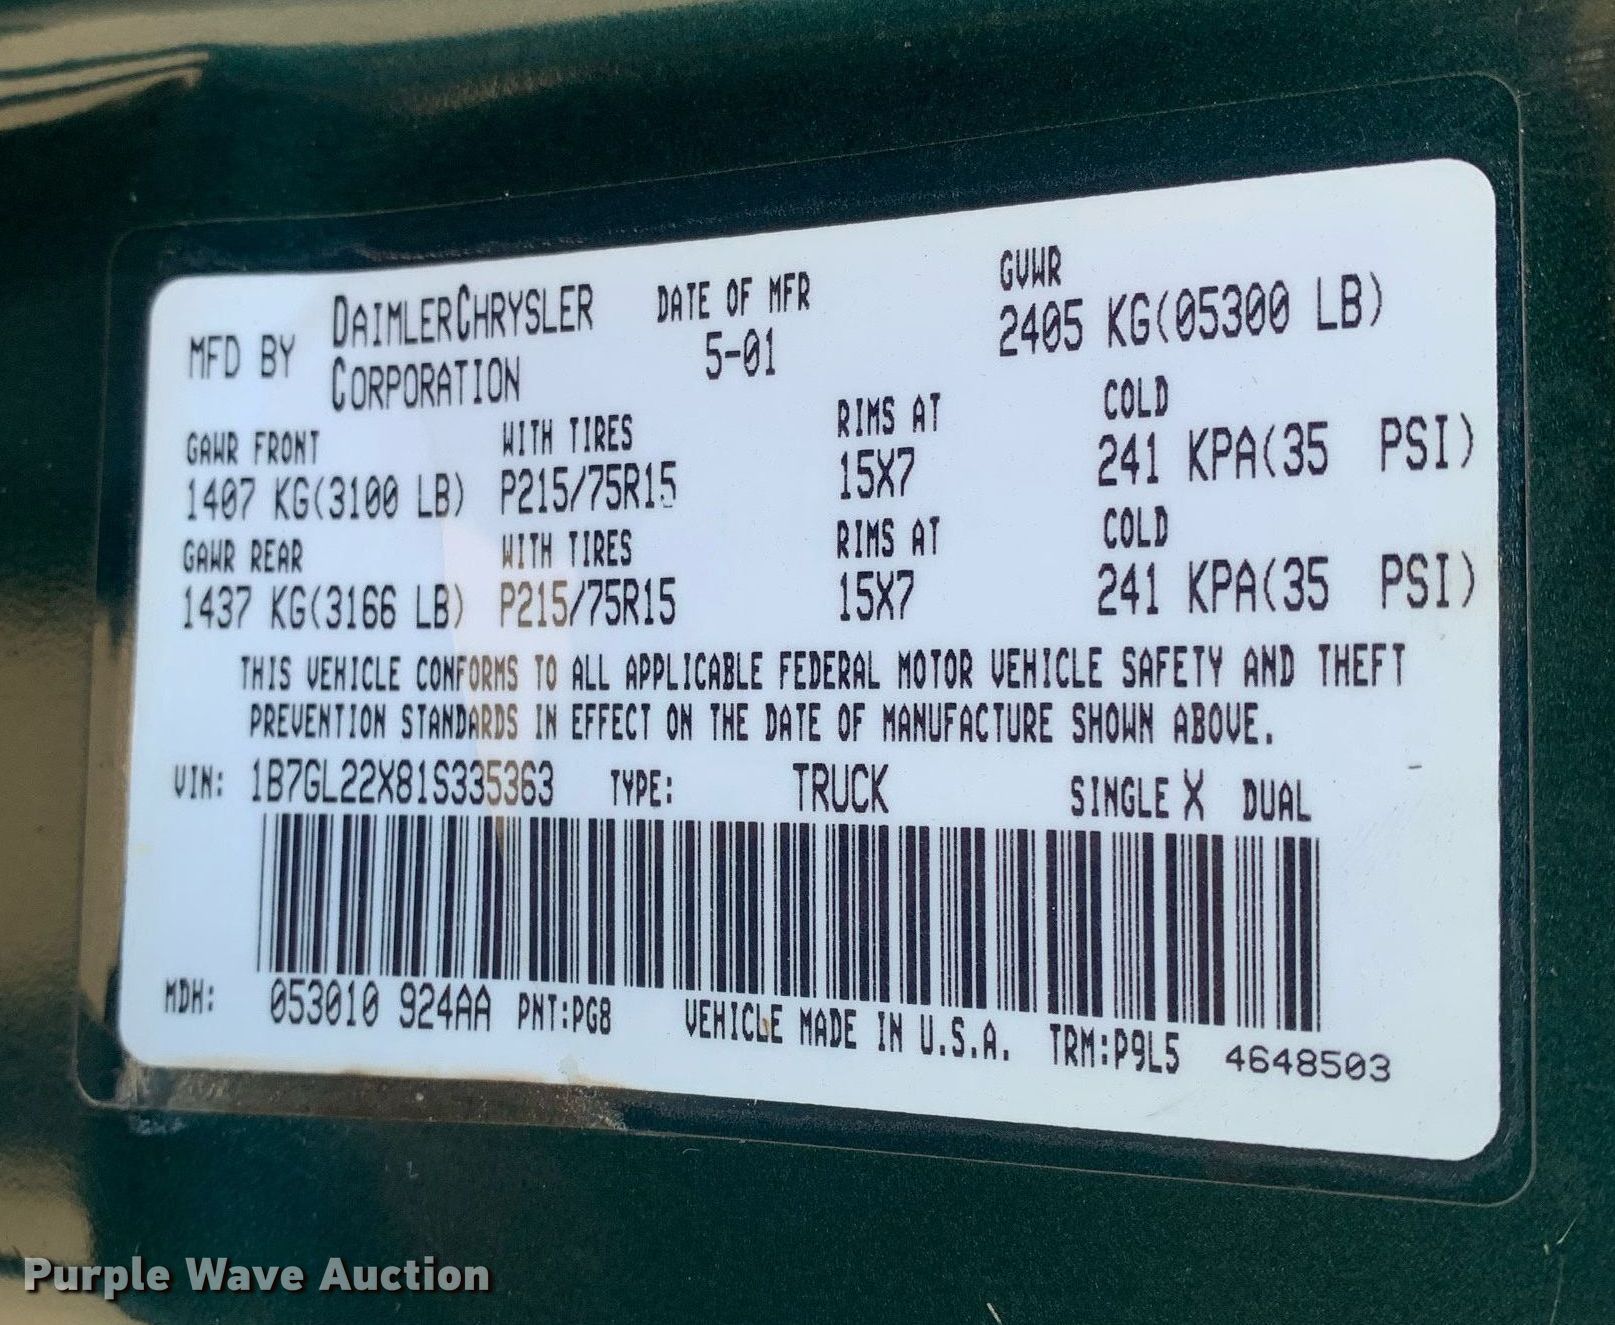 MFD BY DAIMLERCHRYSLER CORPORATION DATE OF MFR 5-01 GVWR 2405 KG(05300 LB)
GAWR FRONT WITH TIRES RIMS AT COLD
1407 KG(3100 LB) P215/75R15 15X7 241 KPA(35 PSI)
GAWR REAR WITH TIRES RIMS AT COLD
1437 KG(3166 LB) P215/75R15 15X7 241 KPA(35 PSI)
THIS VEHICLE CONFORMS TO ALL APPLICABLE FEDERAL MOTOR VEHICLE SAFETY AND THEFT
PREVENTION STANDARDS IN EFFECT ON THE DATE OF MANUFACTURE SHOWN ABOVE.
VIN: 1B7GL22X81S335363 TYPE: TRUCK SINGLE X DUAL
MDH: 053010 924AA PNT:PG8 VEHICLE MADE IN U.S.A. TRM:P9L5 4648503
Purple Wave Auction